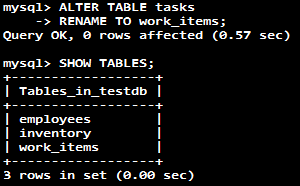 mysql> ALTER TABLE tasks
    -> RENAME TO work_items;
Query OK, 0 rows affected (0.57 sec)

mysql> SHOW TABLES;
+------------------+
| Tables_in_testdb |
+------------------+
| employees        |
| inventory        |
| work_items       |
+------------------+
3 rows in set (0.00 sec)